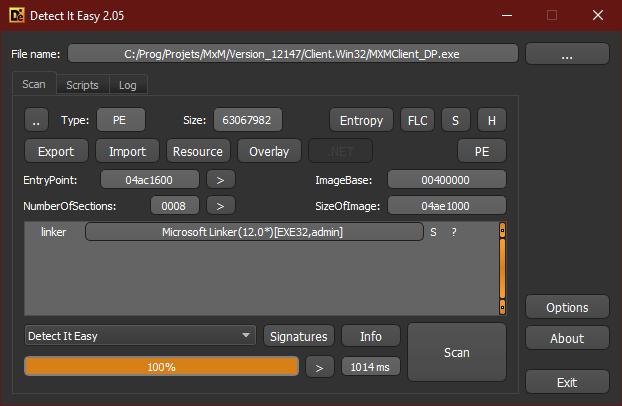 Detect It Easy 2.05
File name: C:/Prog/Projets/MxM/Version_12147/Client.Win32/MXMClient_DP.exe ...
Scan Scripts Log
.. Type: PE Size: 63067982 Entropy FLC S H
Export Import Resource Overlay .NET PE
EntryPoint: 04ac1600 > ImageBase: 00400000
NumberOfSections: 0008 > SizeOfImage: 04ae1000
linker Microsoft Linker(12.0*)[EXE32,admin] S ?
Options
Detect It Easy Signatures Info Scan About
100% > 1014 ms
Exit